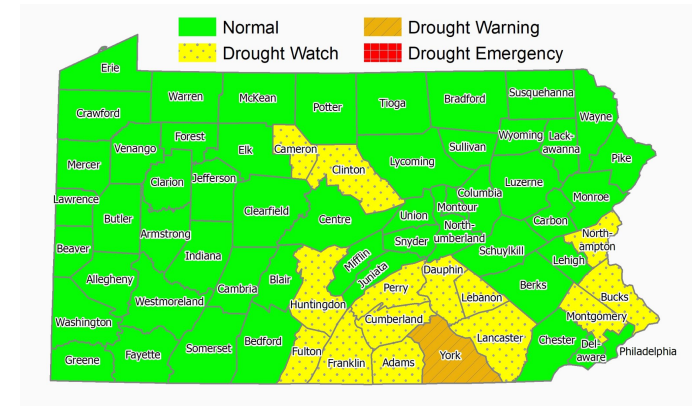 Normal
Drought Warning
Drought Watch
Drought Emergency
Erie
Crawford
Warren
McKean
Potter
Tioga
Bradford
Susquehanna
Wayne
Forest
Venango
Mercer
Elk
Cameron
Clinton
Lycoming
Sullivan
Wyoming
Lack-
awanna
Pike
Clarion
Jefferson
Lawrence
Butler
Clearfield
Centre
Union
Columbia
Montour
Luzerne
Monroe
Carbon
North-
umberland
Snyder
Schuylkill
North-
ampton
Lehigh
Armstrong
Beaver
Indiana
Allegheny
Cambria
Blair
Mifflin
Juniata
Huntingdon
Perry
Dauphin
Lebanon
Berks
Bucks
Montgomery
Westmoreland
Washington
Cumberland
Lancaster
Chester
Del-
aware
Philadelphia
Greene
Fayette
Somerset
Bedford
Fulton
Franklin
Adams
York